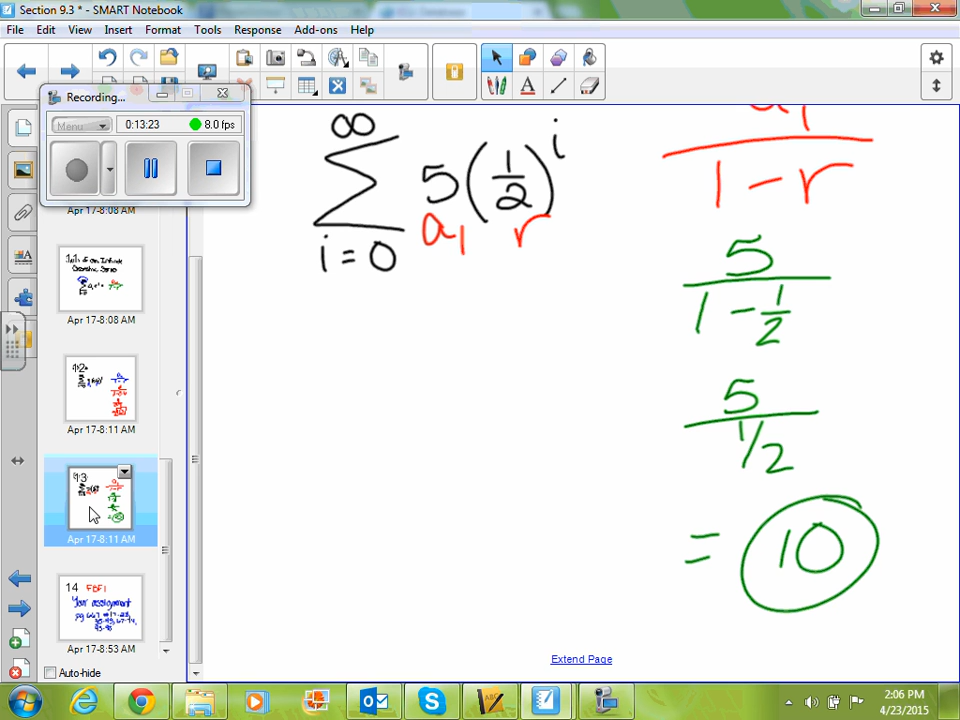 Section 9.3 * - SMART Notebook
File Edit View Insert Format Tools Response Add-ons Help
Recording...
Menu 0:13:23 8.0 fps
∞
∑ 5(1/2)^i
i = 0
a₁ r
a₁
1 - r
5
1 - 1/2
5
1/2
= 10
Extend Page
Apr 17-8:08 AM
Apr 17-8:08 AM
Apr 17-8:11 AM
Apr 17-8:11 AM
14
Your assignment
Apr 17-8:53 AM
Auto-hide
2:06 PM
4/23/2015